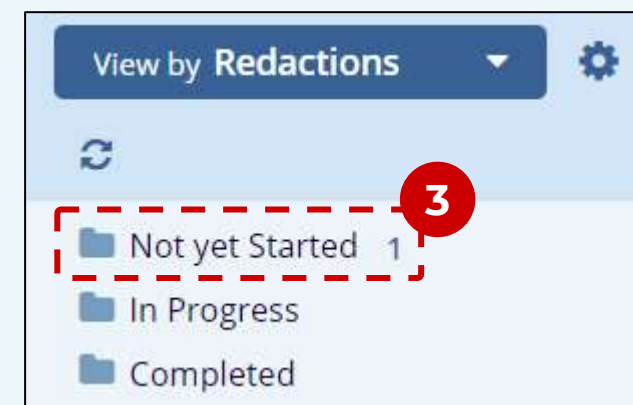 View by Redactions
3
Not yet Started 1
In Progress
Completed